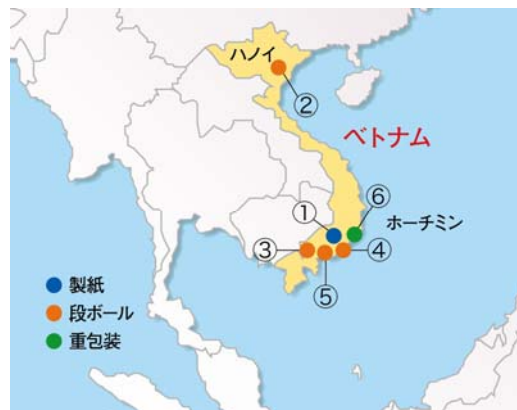 ハノイ
②
ベトナム
⑥
①
ホーチミン
③
④
⑤
製紙
段ボール
重包装